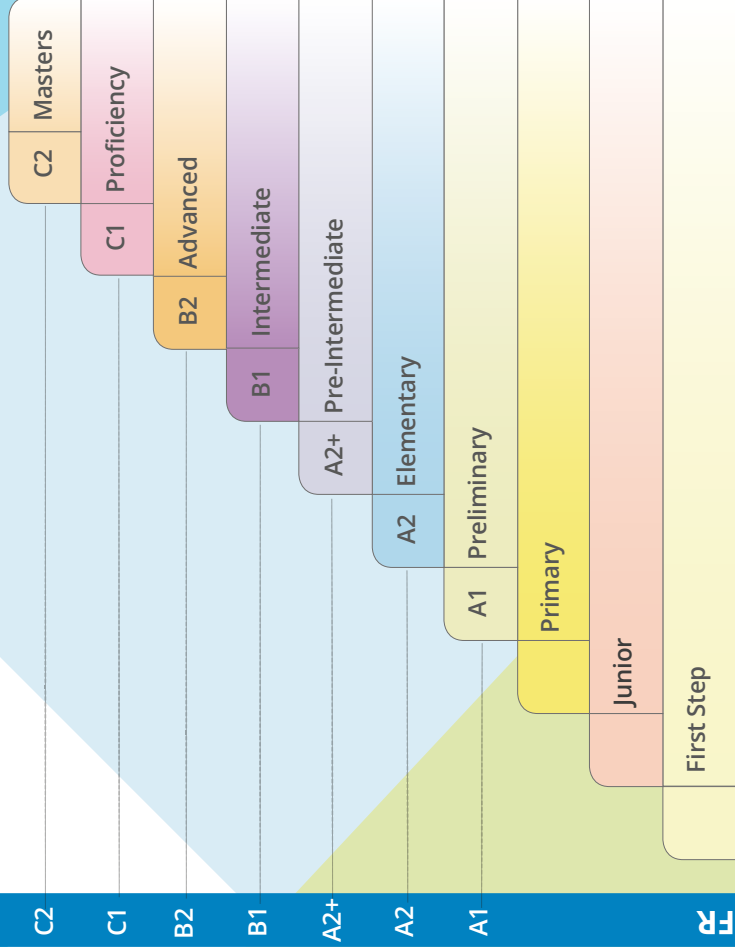 C2 C2 Masters
C1 C1 Proficiency
B2 B2 Advanced
B1 B1 Intermediate
A2+ A2+ Pre-Intermediate
A2 A2 Elementary
A1 A1 Preliminary
Primary
Junior
First Step